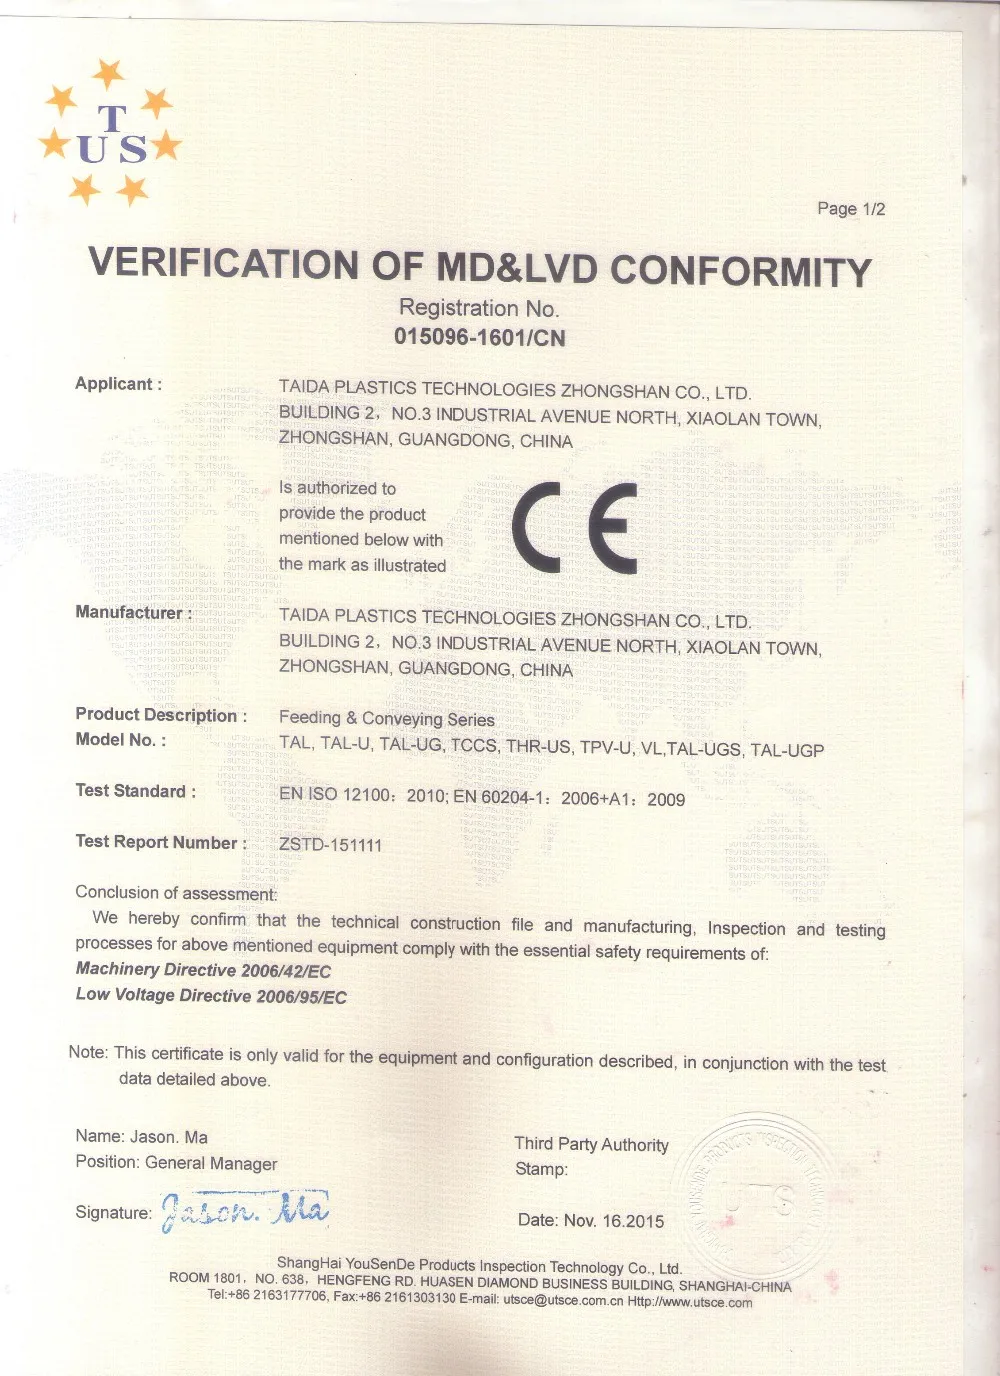 T
US
Page 1/2
VERIFICATION OF MD&LVD CONFORMITY
Registration No.
015096-1601/CN
Applicant :
TAIDA PLASTICS TECHNOLOGIES ZHONGSHAN CO., LTD.
BUILDING 2，NO.3 INDUSTRIAL AVENUE NORTH, XIAOLAN TOWN,
ZHONGSHAN, GUANGDONG, CHINA
Is authorized to
provide the product
mentioned below with
the mark as illustrated
CE
Manufacturer :
TAIDA PLASTICS TECHNOLOGIES ZHONGSHAN CO., LTD.
BUILDING 2，NO.3 INDUSTRIAL AVENUE NORTH, XIAOLAN TOWN,
ZHONGSHAN, GUANGDONG, CHINA
Product Description : Feeding & Conveying Series
Model No. : TAL, TAL-U, TAL-UG, TCCS, THR-US, TPV-U, VL,TAL-UGS, TAL-UGP
Test Standard : EN ISO 12100：2010; EN 60204-1：2006+A1：2009
Test Report Number : ZSTD-151111
Conclusion of assessment:
We hereby confirm that the technical construction file and manufacturing, Inspection and testing
processes for above mentioned equipment comply with the essential safety requirements of:
Machinery Directive 2006/42/EC
Low Voltage Directive 2006/95/EC
Note: This certificate is only valid for the equipment and configuration described, in conjunction with the test
data detailed above.
Name: Jason. Ma
Position: General Manager
Signature: Jason. Ma
Third Party Authority
Stamp:
Date: Nov. 16.2015
ShangHai YouSenDe Products Inspection Technology Co., Ltd.
ROOM 1801，NO. 638，HENGFENG RD. HUASEN DIAMOND BUSINESS BUILDING, SHANGHAI-CHINA
Tel:+86 2163177706, Fax:+86 2161303130 E-mail: utsce@utsce.com.cn Http://www.utsce.com